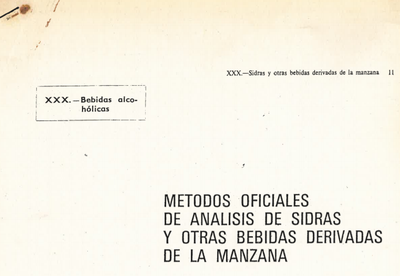 XXX.—Sidras y otras bebidas derivadas de la manzana 11
XXX.—Bebidas alco-
hólicas
METODOS OFICIALES
DE ANALISIS DE SIDRAS
Y OTRAS BEBIDAS DERIVADAS
DE LA MANZANA